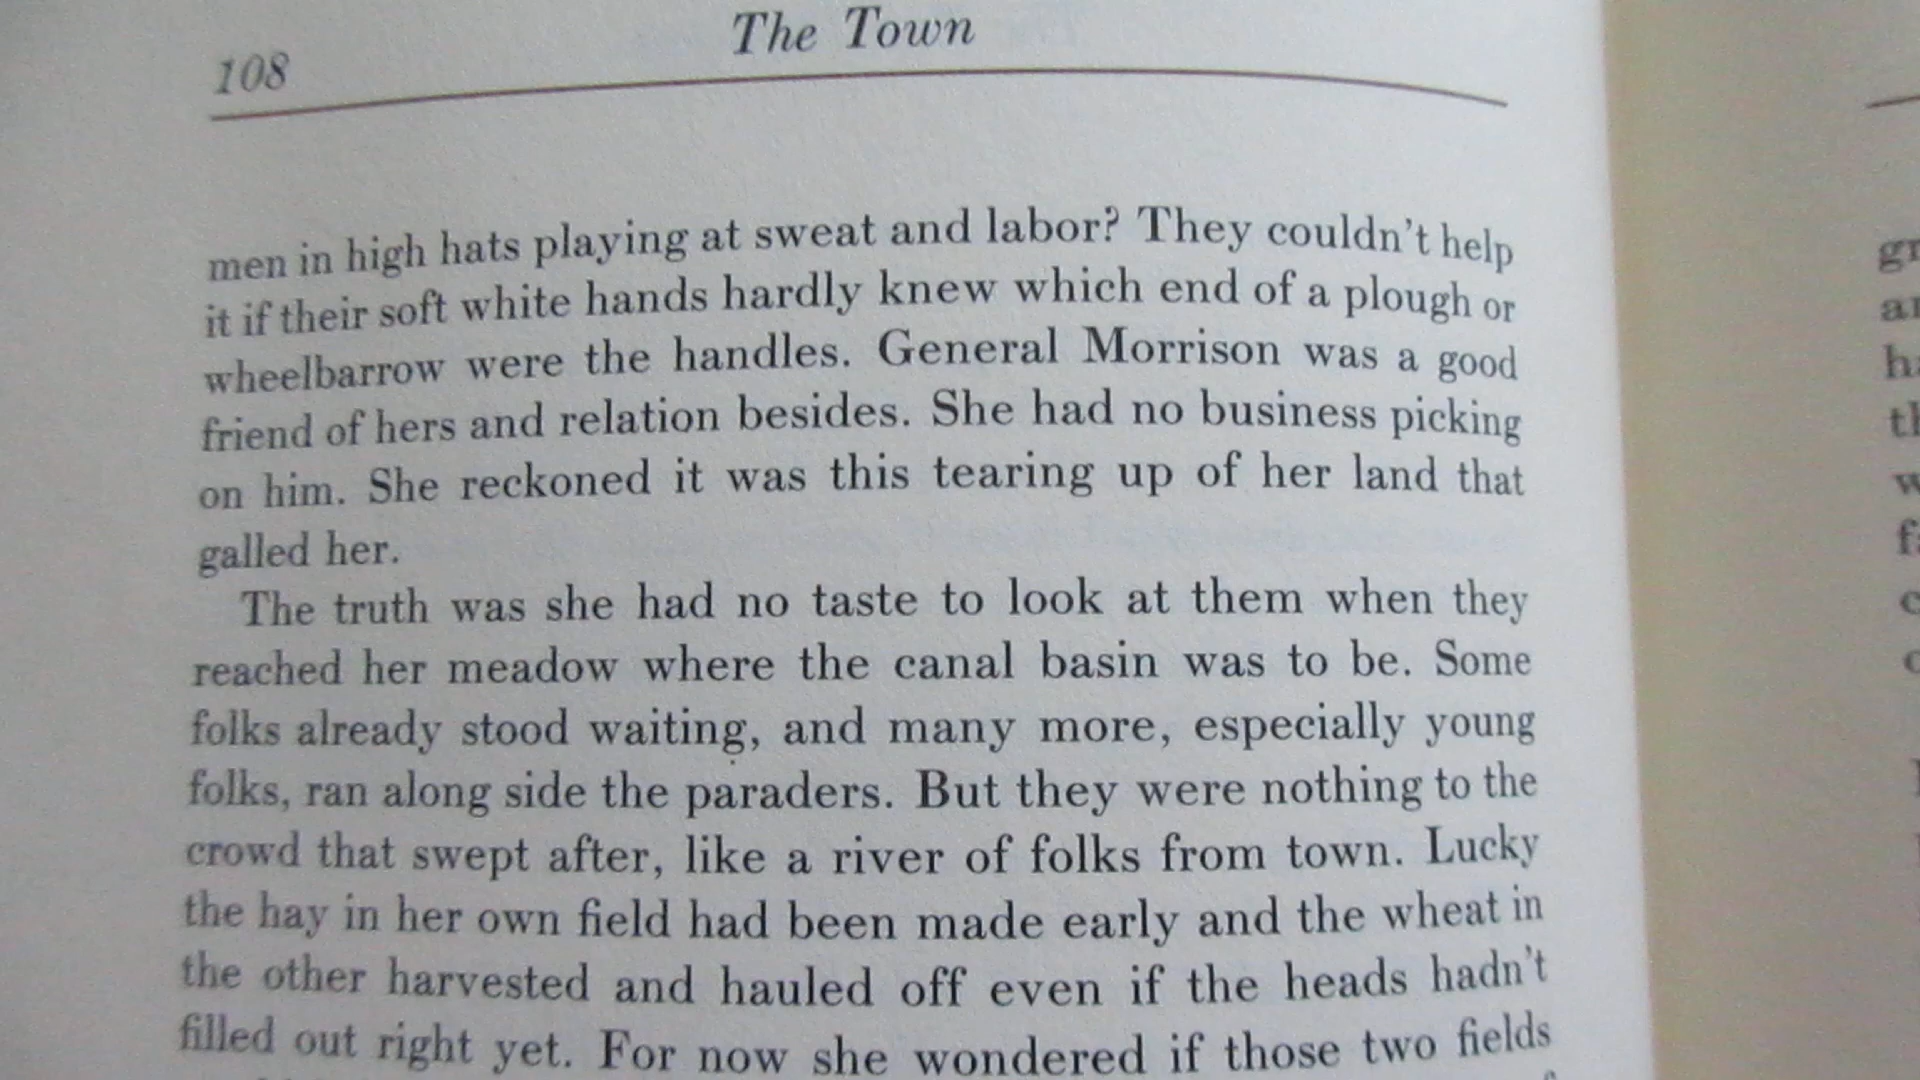 The Town
108
men in high hats playing at sweat and labor? They couldn't help
it if their soft white hands hardly knew which end of a plough or
wheelbarrow were the handles. General Morrison was a good
friend of hers and relation besides. She had no business picking
on him. She reckoned it was this tearing up of her land that
galled her.
The truth was she had no taste to look at them when they
reached her meadow where the canal basin was to be. Some
folks already stood waiting, and many more, especially young
folks, ran along side the paraders. But they were nothing to the
crowd that swept after, like a river of folks from town. Lucky
the hay in her own field had been made early and the wheat in
the other harvested and hauled off even if the heads hadn't
filled out right yet. For now she wondered if those two fields